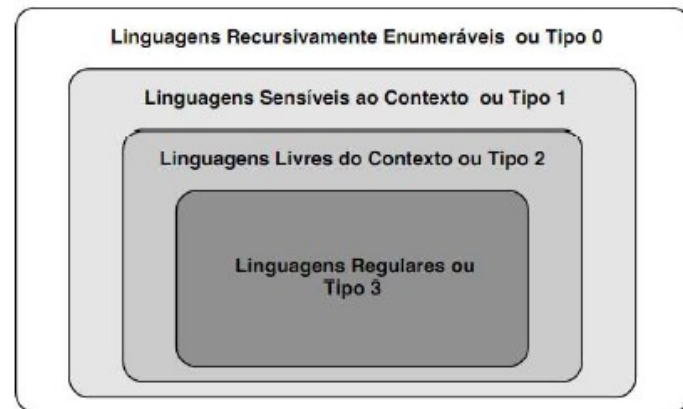 Linguagens Recursivamente Enumeráveis ou Tipo 0
Linguagens Sensíveis ao Contexto ou Tipo 1
Linguagens Livres do Contexto ou Tipo 2
Linguagens Regulares ou
Tipo 3